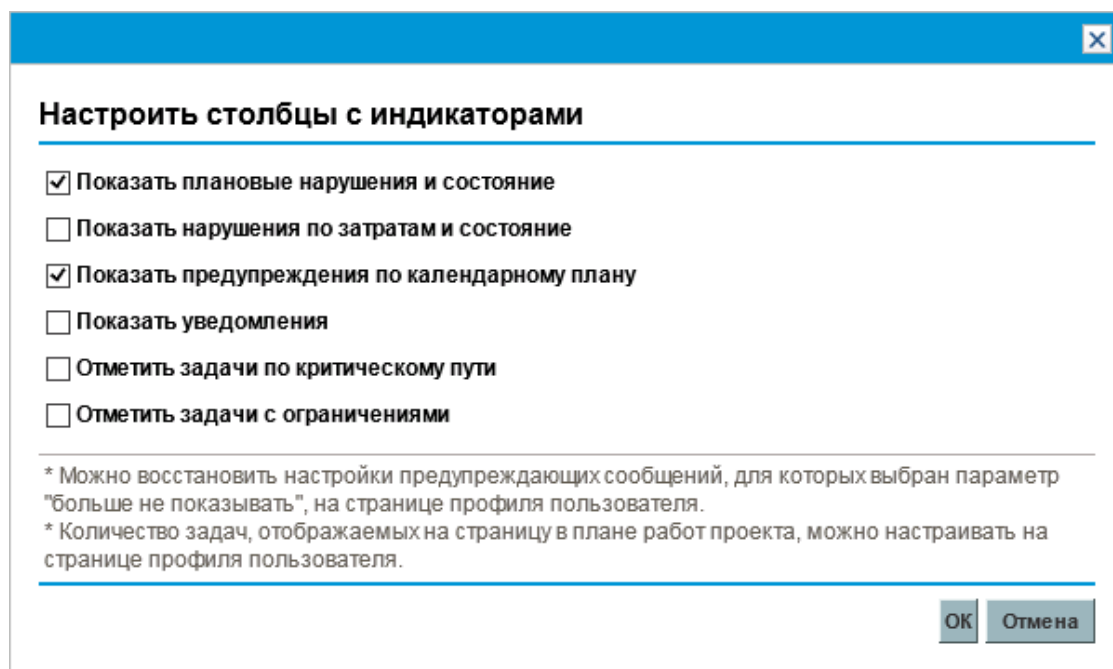 Настроить столбцы с индикаторами
Показать плановые нарушения и состояние
Показать нарушения по затратам и состояние
Показать предупреждения по календарному плану
Показать уведомления
Отметить задачи по критическому пути
Отметить задачи с ограничениями
* Можно восстановить настройки предупреждающих сообщений, для которых выбран параметр
"больше не показывать", на странице профиля пользователя.
* Количество задач, отображаемых на страницу в плане работ проекта, можно настраивать на
странице профиля пользователя.
ОК Отмена